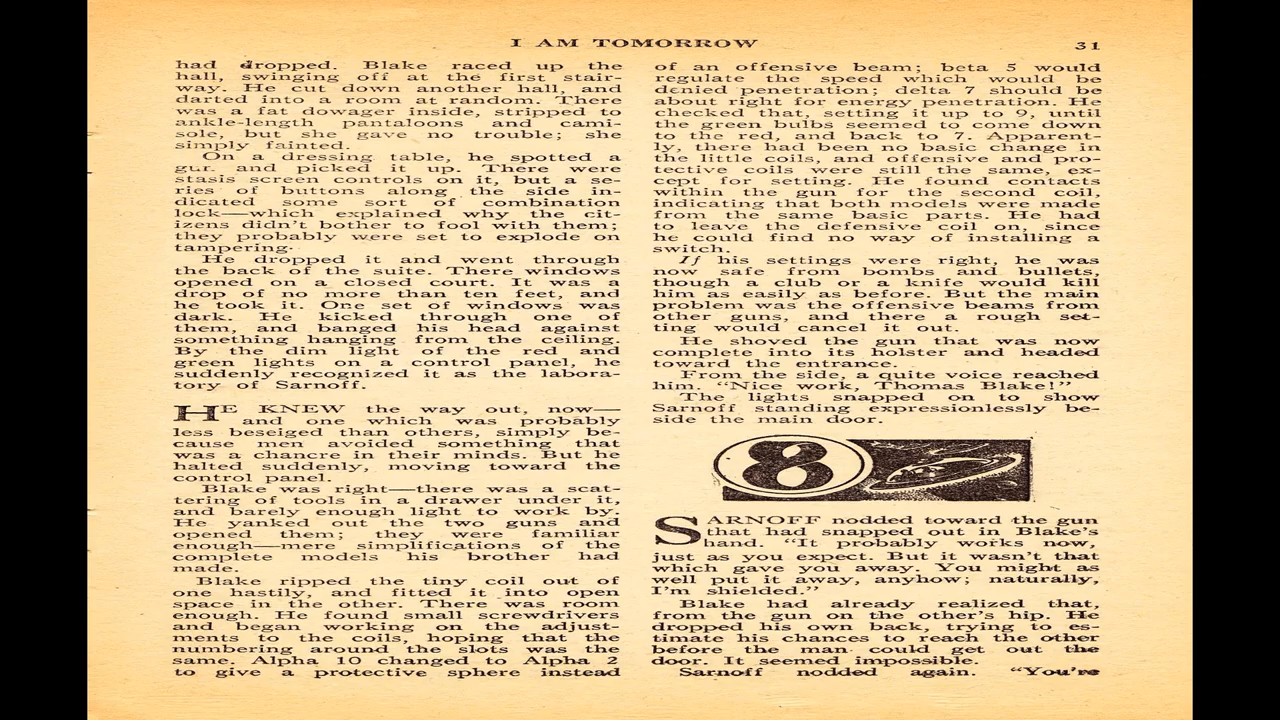 I AM TOMORROW
31
had dropped. Blake raced up the
hall, swinging off at the first stair-
way. He cut down another hall, and
darted into a room at random. There
was a fat dowager inside, stripped to
ankle-length pantaloons and cami-
sole, but she gave no trouble; she
simply fainted.
On a dressing table, he spotted a
gun and picked it up. There were
stasis screen controls on it, but a se-
ries of buttons along the side in-
dicated some sort of combination
lock—which explained why the cit-
izens didn't bother to fool with them;
they probably were set to explode on
tampering.
He dropped it and went through
the back of the suite. There windows
opened on a closed court. It was a
drop of no more than ten feet, and
he took it. One set of windows was
dark. He kicked through one of
them, and banged his head against
something hanging from the ceiling.
By the dim light of the red and
green lights on a control panel, he
suddenly recognized it as the labora-
tory of Sarnoff.
HE KNEW the way out, now—
and one which was probably
less beseiged than others, simply be-
cause men avoided something that
was a chancre in their minds. But he
halted suddenly, moving toward the
control panel.
Blake was right—there was a scat-
tering of tools in a drawer under it,
and barely enough light to work by.
He yanked out the two guns and
opened them; they were familiar
enough—mere simplifications of the
complete models his brother had
made.
Blake ripped the tiny coil out of
one hastily, and fitted it into open
space in the other. There was room
enough. He found small screwdrivers
and began working on the adjust-
ments to the coils, hoping that the
numbering around the slots was the
same. Alpha 10 changed to Alpha 2
to give a protective sphere instead
of an offensive beam; beta 5 would
regulate the speed which would be
denied penetration; delta 7 should be
about right for energy penetration. He
checked that, setting it up to 9, until
the green bulbs seemed to come down
to the red, and back to 7. Apparent-
ly, there had been no basic change in
the little coils, and offensive and pro-
tective coils were still the same, ex-
cept for setting. He found contacts
within the gun for the second coil,
indicating that both models were made
from the same basic parts. He had
to leave the defensive coil on, since
he could find no way of installing a
switch.
If his settings were right, he was
now safe from bombs and bullets,
though a club or a knife would kill
him as easily as before. But the main
problem was the offensive beams from
other guns, and there a rough set-
ting would cancel it out.
He shoved the gun that was now
complete into its holster and headed
toward the entrance.
From the side, a quite voice reached
him. "Nice work, Thomas Blake!"
The lights snapped on to show
Sarnoff standing expressionlessly be-
side the main door.
8
SARNOFF nodded toward the gun
that had snapped out in Blake's
hand. "It probably works now,
just as you expect. But it wasn't that
which gave you away. You might as
well put it away, anyhow; naturally,
I'm shielded."
Blake had already realized that,
from the gun on the other's hip. He
dropped his own back, trying to es-
timate his chances to reach the other
before the man could get out the
door. It seemed impossible.
Sarnoff nodded again. "You're